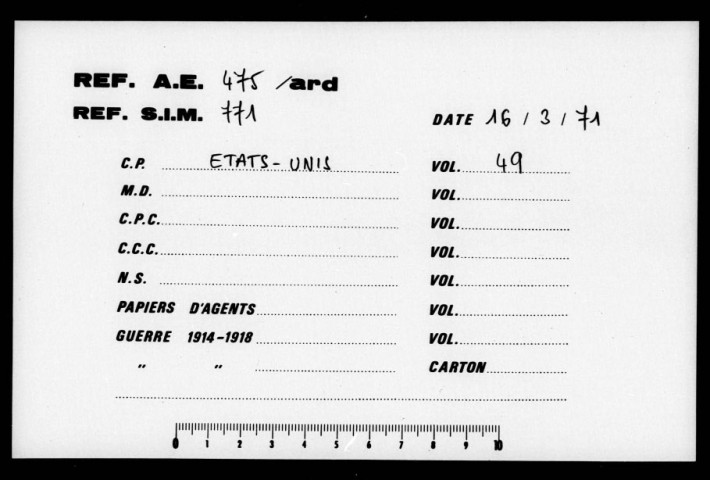 REF. A.E. 475 /ard
REF. S.I.M. 771
DATE 16 / 3 / 71
C.P. ETATS-UNIS VOL. 49
M.D. VOL.
C.P.C. VOL.
C.C.C. VOL.
N.S. VOL.
PAPIERS D'AGENTS VOL.
GUERRE 1914-1918 VOL.
" " CARTON
0 1 2 3 4 5 6 7 8 9 10